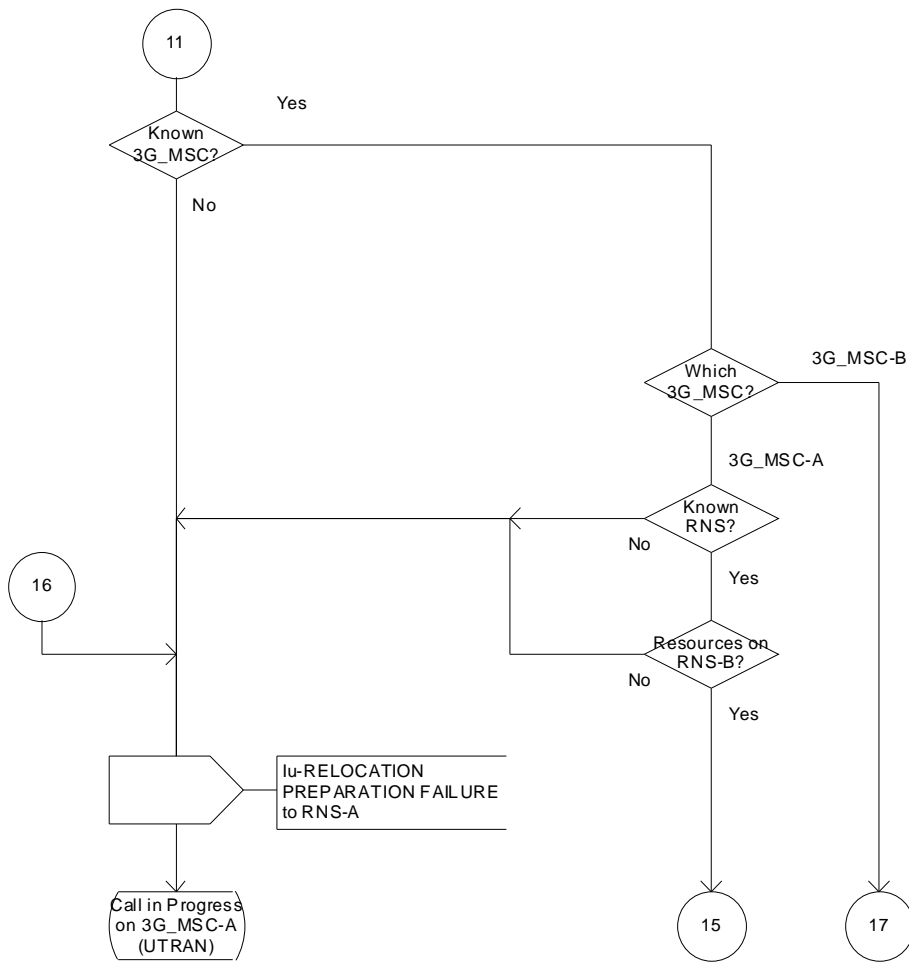 11
Yes
Known
3G_MSC?
No
3G_MSC-B
Which
3G_MSC?
3G_MSC-A
Known
RNS?
No
Yes
16
Resources on
RNS-B?
No
Yes
Iu-RELOCATION
PREPARATION FAILURE
to RNS-A
Call in Progress
on 3G_MSC-A
(UTRAN)
15
17